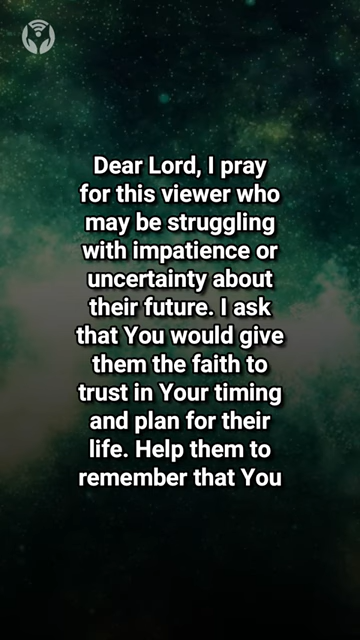 Dear Lord, I pray
for this viewer who
may be struggling
with impatience or
uncertainty about
their future. I ask
that You would give
them the faith to
trust in Your timing
and plan for their
life. Help them to
remember that You